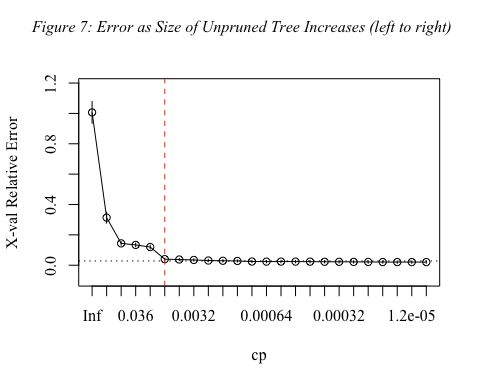 Figure 7: Error as Size of Unpruned Tree Increases (left to right)
X-val Relative Error
1.2
0.8
0.4
0.0
Inf 0.036 0.0032 0.00064 0.00032 1.2e-05
cp